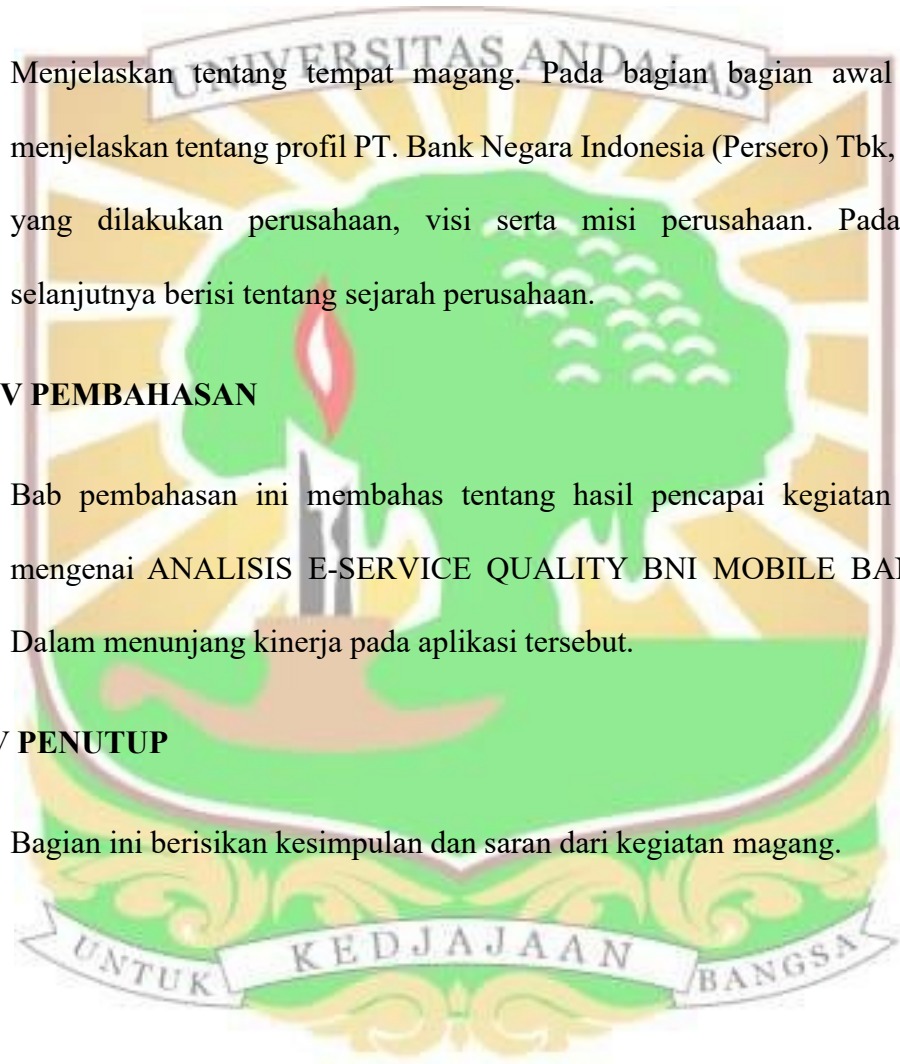 UNIVERSITAS ANDALAS
Menjelaskan tentang tempat magang. Pada bagian bagian awal
menjelaskan tentang profil PT. Bank Negara Indonesia (Persero) Tbk,
yang dilakukan perusahaan, visi serta misi perusahaan. Pada
selanjutnya berisi tentang sejarah perusahaan.
V PEMBAHASAN
Bab pembahasan ini membahas tentang hasil pencapai kegiatan
mengenai ANALISIS E-SERVICE QUALITY BNI MOBILE BAN
Dalam menunjang kinerja pada aplikasi tersebut.
V PENUTUP
Bagian ini berisikan kesimpulan dan saran dari kegiatan magang.
UNTUK KEDJAJAAN BANGSA